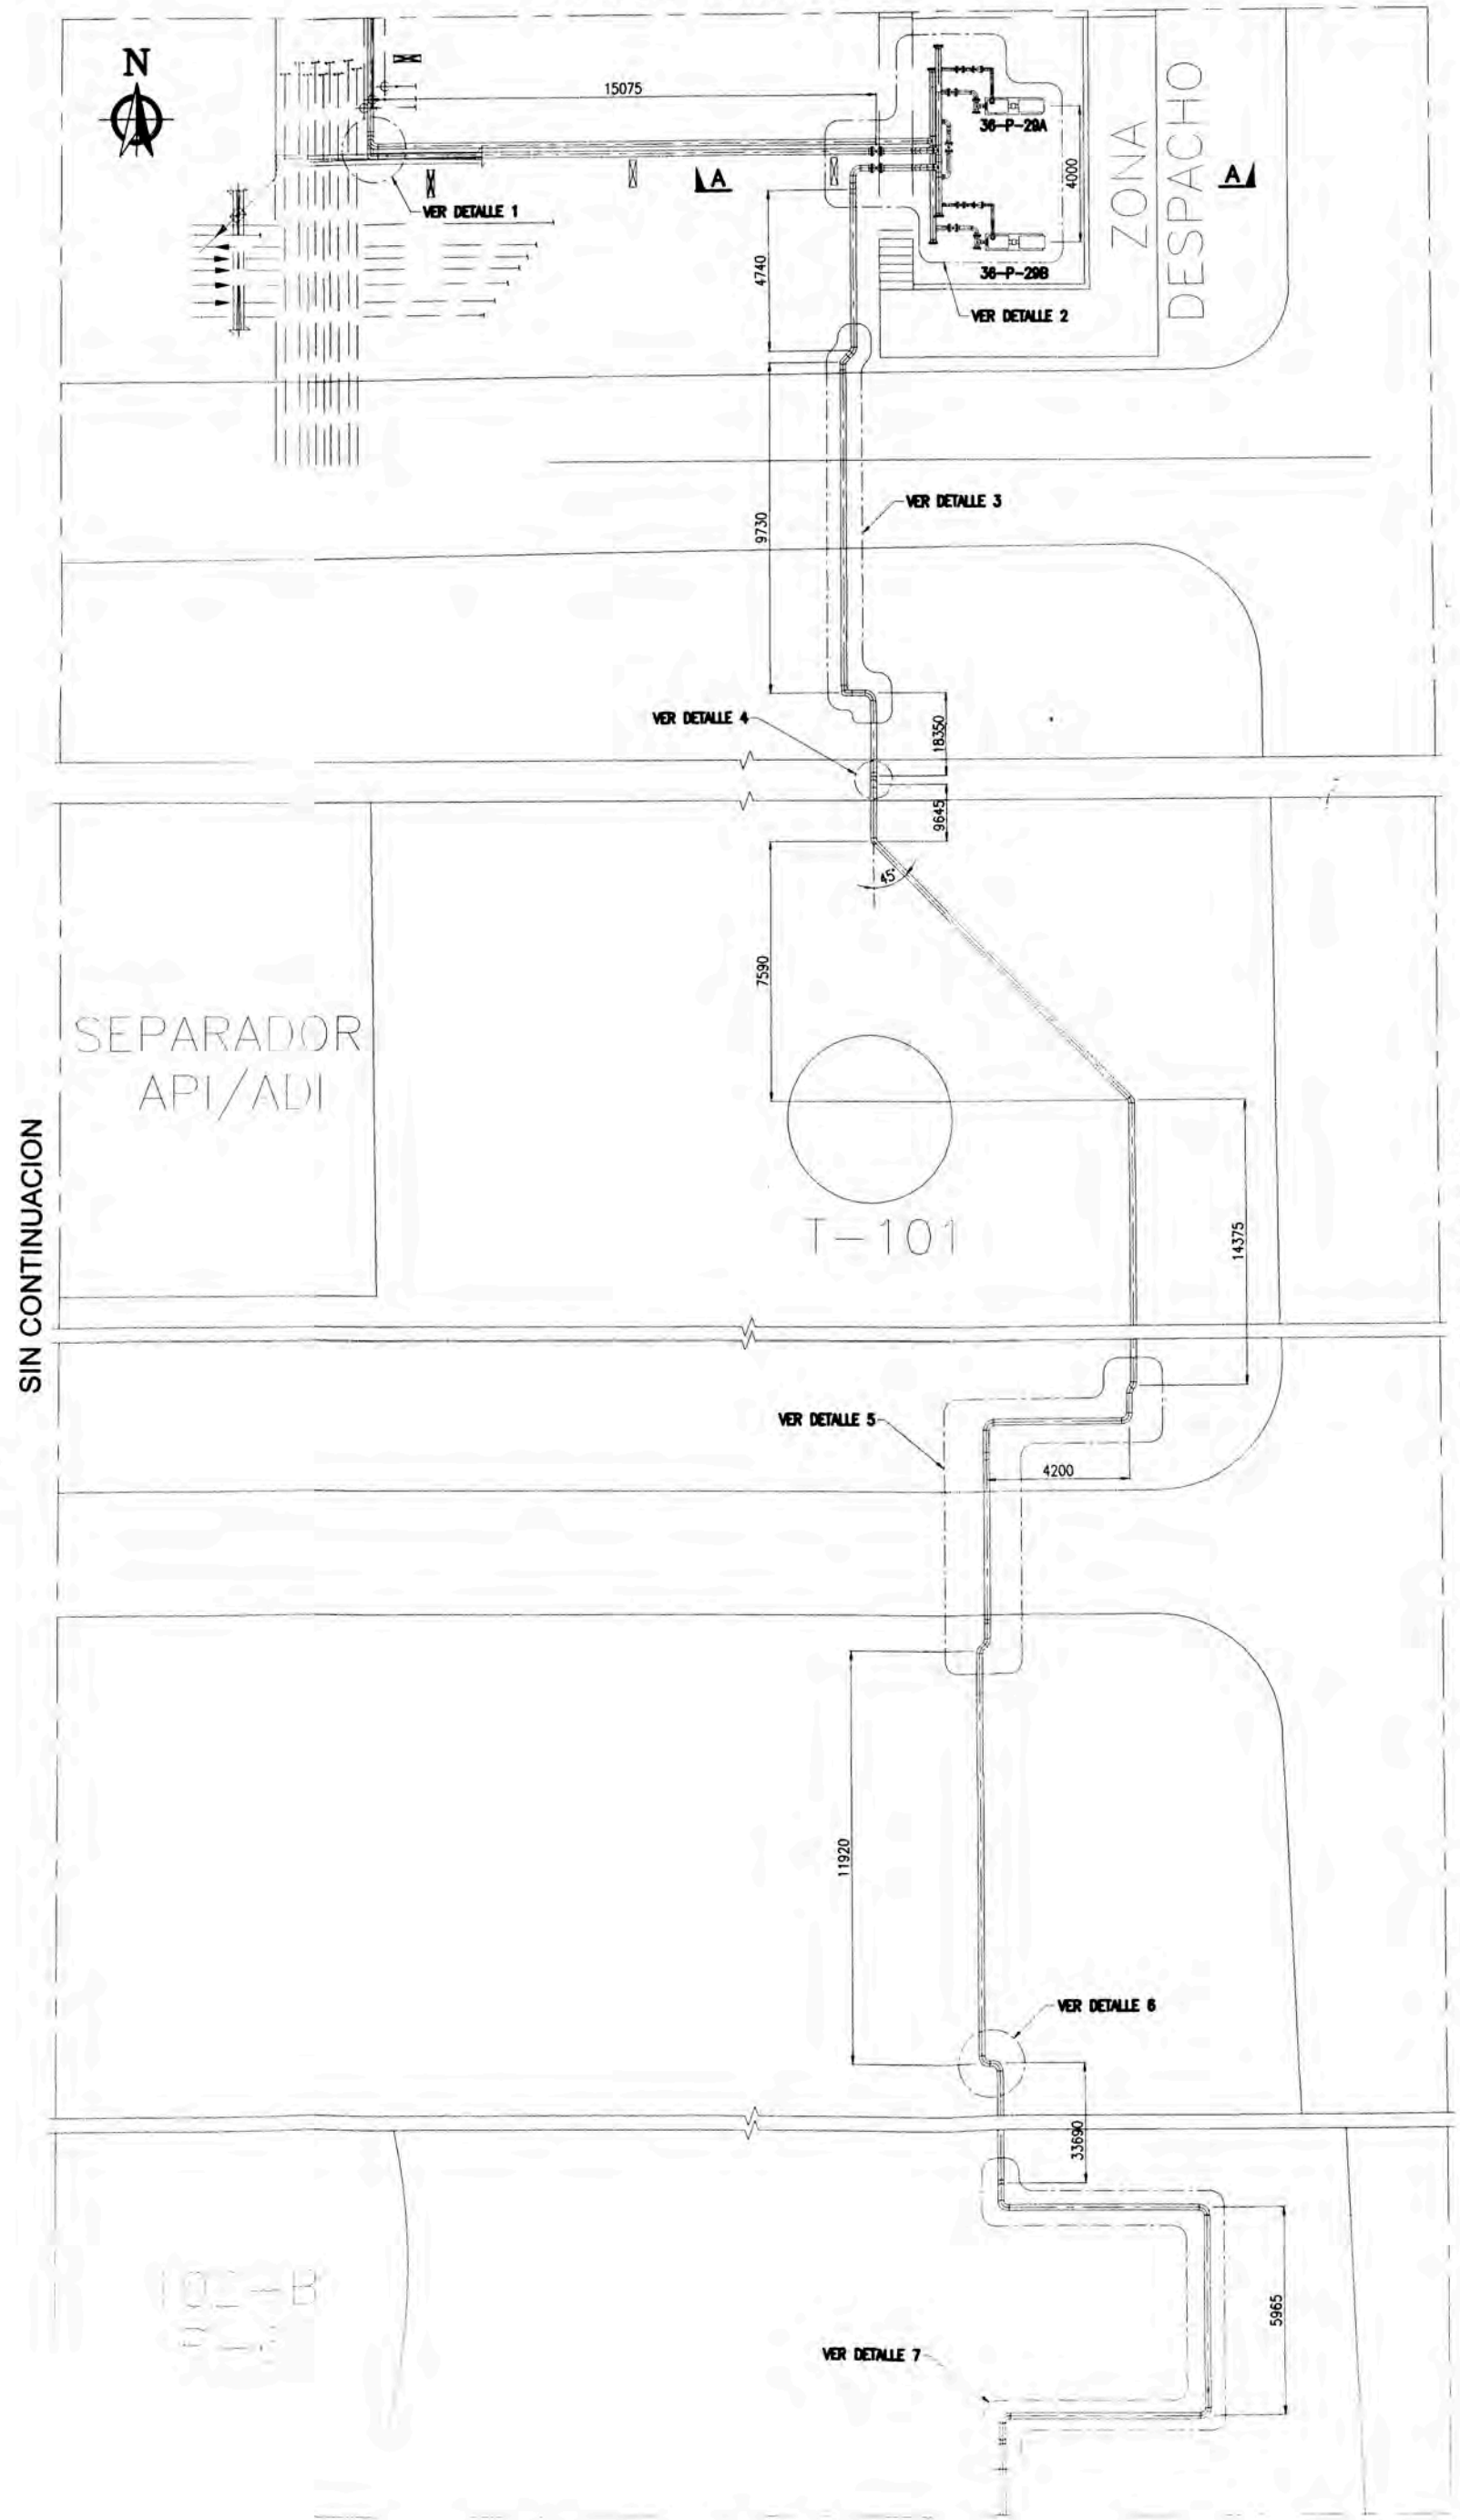 N
15075
36-P-29A
4000
ZONA
DESPACHO
A
A
VER DETALLE 1
4740
36-P-29B
VER DETALLE 2
VER DETALLE 3
9730
VER DETALLE 4
18350
9645
45°
7590
SEPARADOR
API/ADI
T-101
14375
SIN CONTINUACION
VER DETALLE 5
4200
11920
VER DETALLE 6
33690
5965
VER DETALLE 7